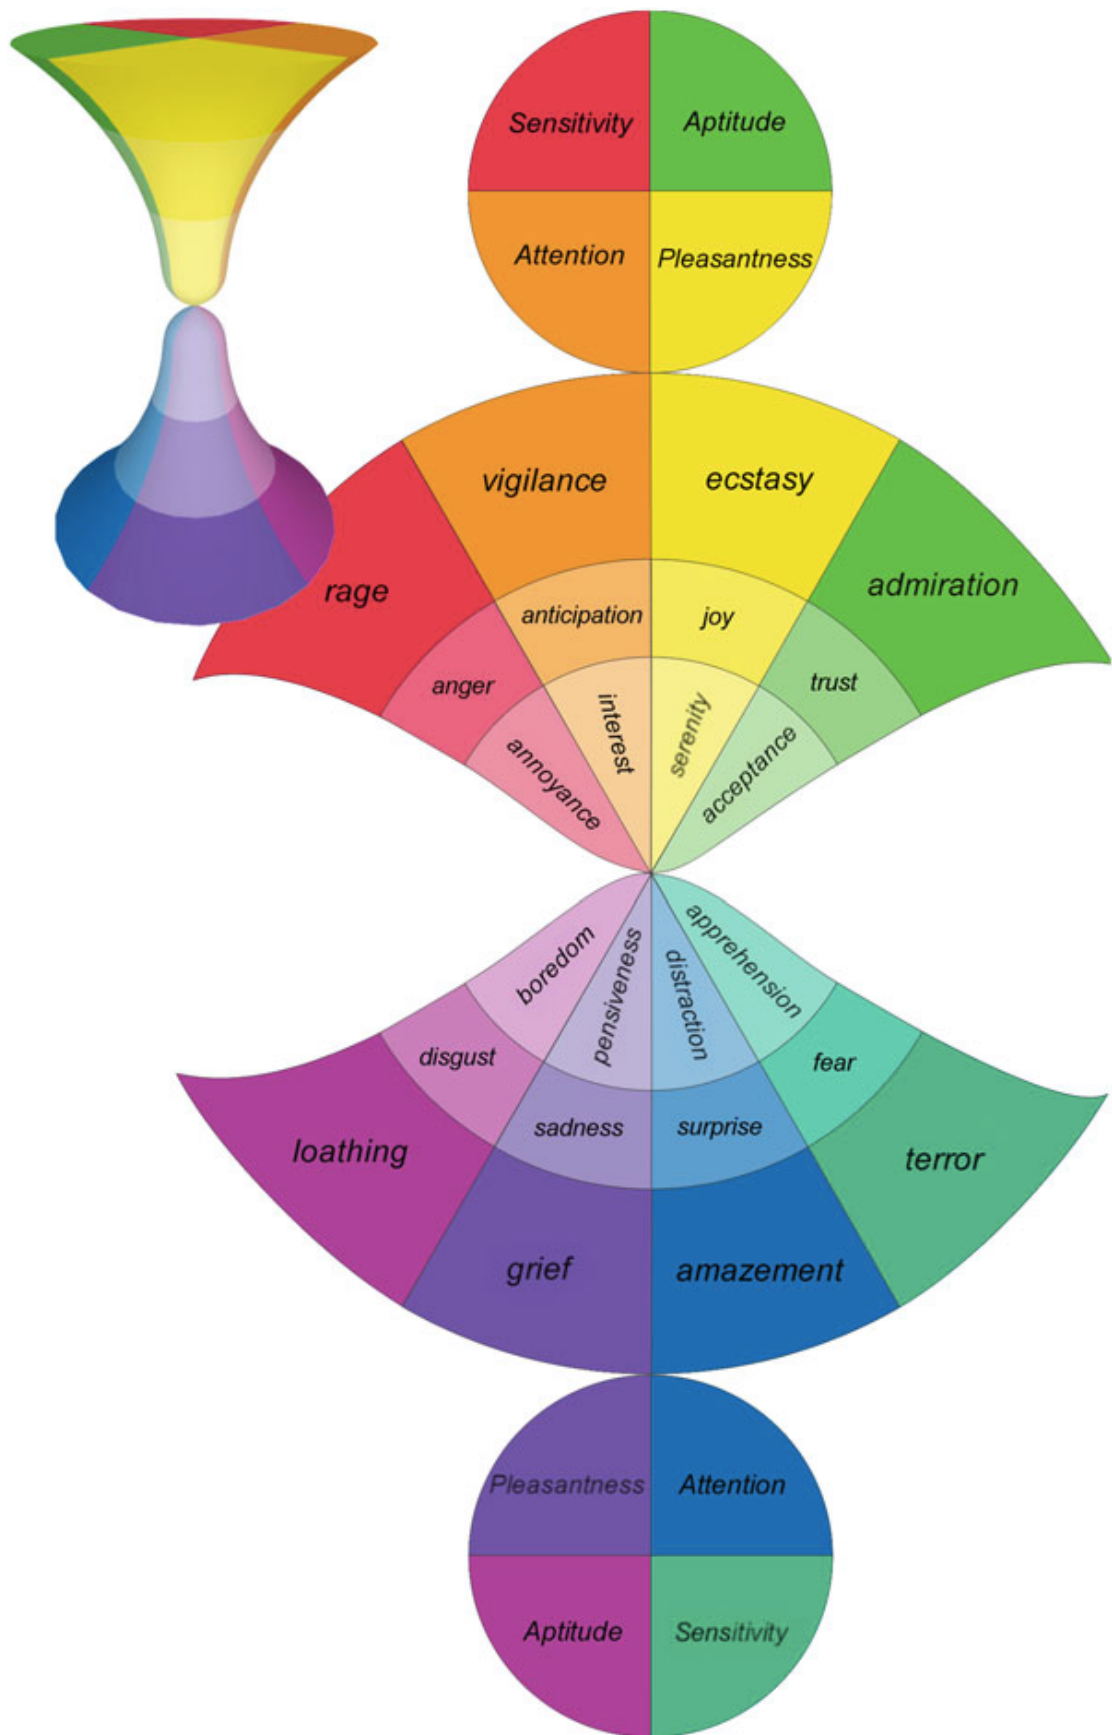 Sensitivity
Aptitude
Attention
Pleasantness
vigilance
ecstasy
rage
admiration
anticipation
joy
anger
trust
interest
serenity
annoyance
acceptance
boredom
pensiveness
distraction
apprehension
disgust
fear
sadness
surprise
loathing
terror
grief
amazement
Pleasantness
Attention
Aptitude
Sensitivity